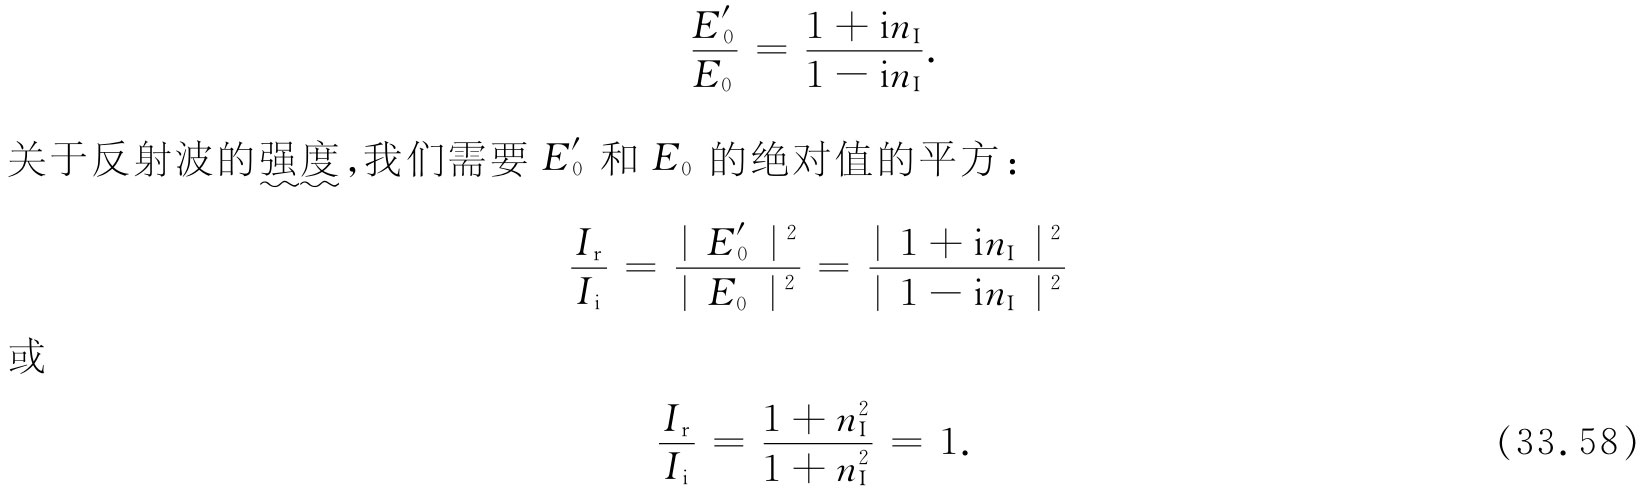 $$\frac{E_0'}{E_0} = \frac{1 + \mathrm{i}n_{\mathrm{I}}}{1 - \mathrm{i}n_{\mathrm{I}}}.$$
关于反射波的强度,我们需要 $E_0'$ 和 $E_0$ 的绝对值的平方:
$$\frac{I_{\mathrm{r}}}{I_{\mathrm{i}}} = \frac{| E_0' |^2}{| E_0 |^2} = \frac{| 1 + \mathrm{i}n_{\mathrm{I}} |^2}{| 1 - \mathrm{i}n_{\mathrm{I}} |^2}$$
或
$$\frac{I_{\mathrm{r}}}{I_{\mathrm{i}}} = \frac{1 + n_{\mathrm{I}}^2}{1 + n_{\mathrm{I}}^2} = 1. \quad (33.58)$$